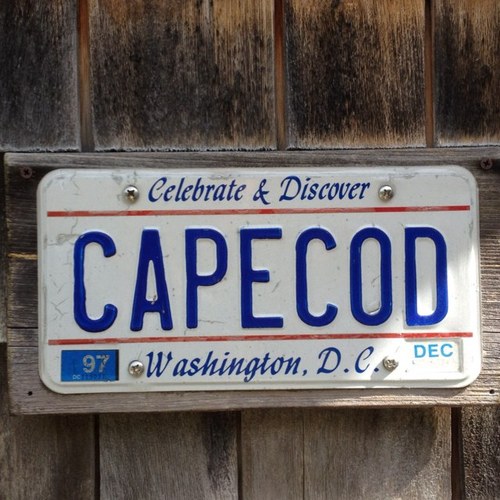 Celebrate & Discover
CAPECOD
97 Washington, D.C. DEC